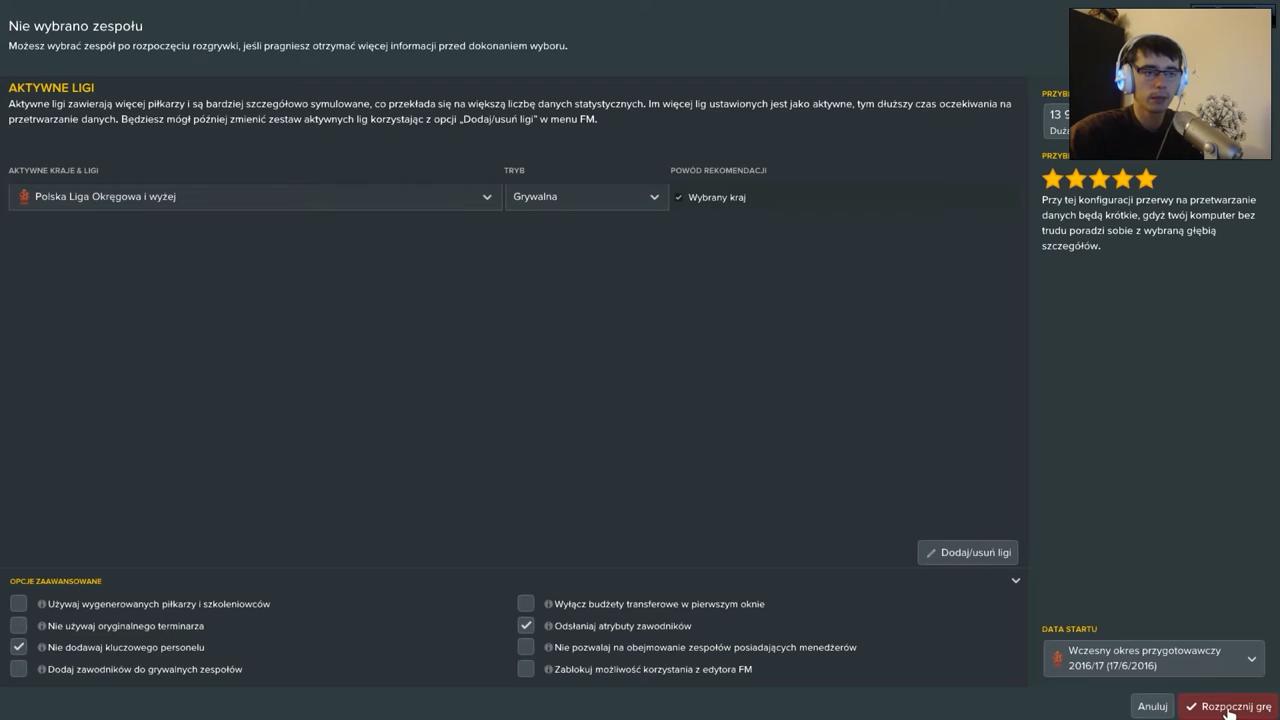 Nie wybrano zespołu
Możesz wybrać zespół po rozpoczęciu rozgrywki, jeśli pragniesz otrzymać więcej informacji przed dokonaniem wyboru.
AKTYWNE LIGI
Aktywne ligi zawierają więcej piłkarzy i są bardziej szczegółowo symulowane, co przekłada się na większą liczbę danych statystycznych. Im więcej lig ustawionych jest jako aktywne, tym dłuższy czas oczekiwania na
przetwarzanie danych. Będziesz mógł później zmienić zestaw aktywnych lig korzystając z opcji „Dodaj/usuń ligi” w menu FM.
AKTYWNE KRAJE & LIGI
TRYB
POWÓD REKOMENDACJI
Polska Liga Okręgowa i wyżej
Grywalna
Wybrany kraj
Przy tej konfiguracji przerwy na przetwarzanie
danych będą krótkie, gdyż twój komputer bez
trudu poradzi sobie z wybraną głębią
szczegółów.
Dodaj/usuń ligi
OPCJE ZAAWANSOWANE
Używaj wygenerowanych piłkarzy i szkoleniowców
Nie używaj oryginalnego terminarza
Nie dodawaj kluczowego personelu
Dodaj zawodników do grywalnych zespołów
Wyłącz budżety transferowe w pierwszym oknie
Odsłaniaj atrybuty zawodników
Nie pozwalaj na obejmowanie zespołów posiadających menedżerów
Zablokuj możliwość korzystania z edytora FM
DATA STARTU
Wczesny okres przygotowawczy
2016/17 (17/6/2016)
Anuluj
Rozpocznij grę